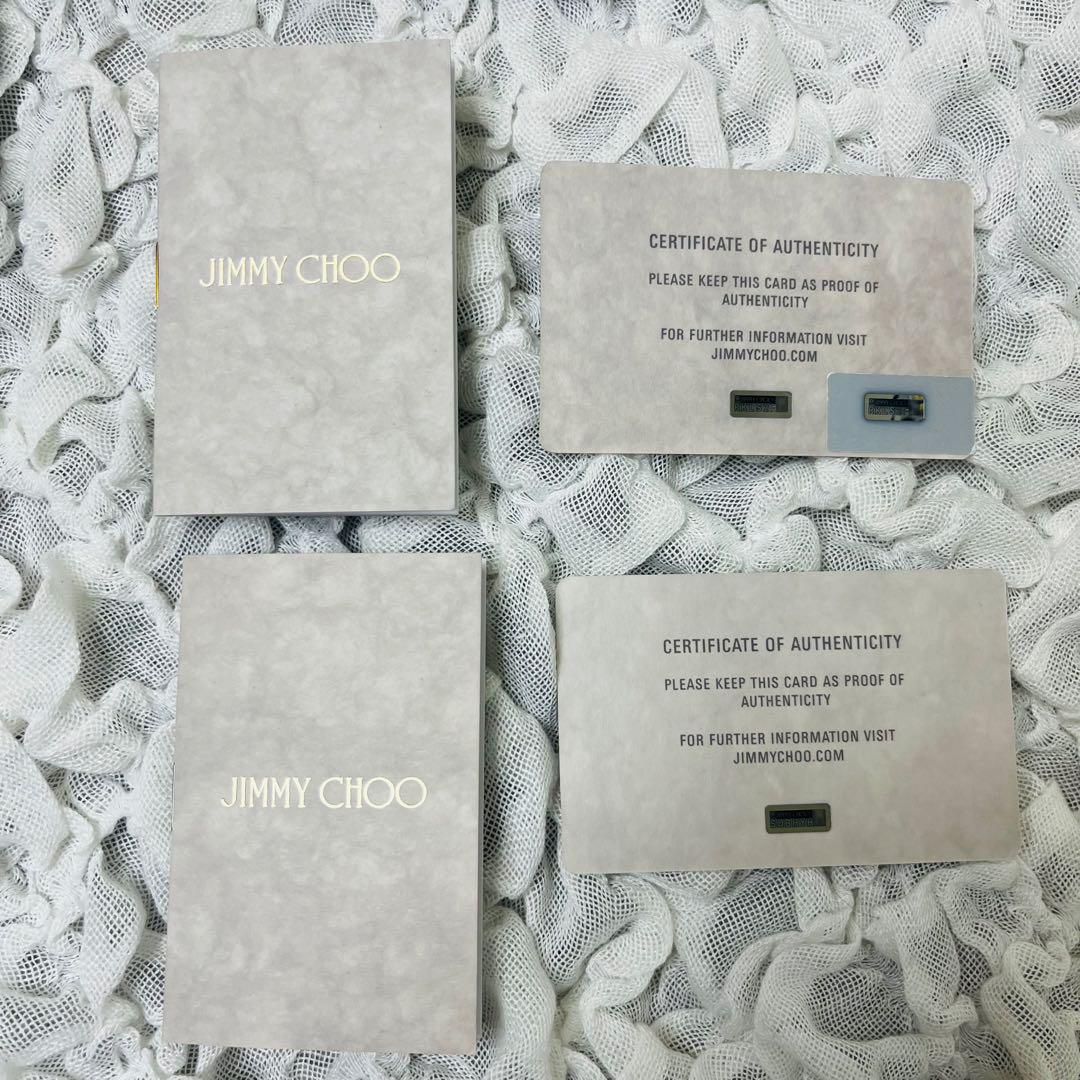 JIMMY CHOO
CERTIFICATE OF AUTHENTICITY
PLEASE KEEP THIS CARD AS PROOF OF
AUTHENTICITY
FOR FURTHER INFORMATION VISIT
JIMMYCHOO.COM
JIMMY CHOO
CERTIFICATE OF AUTHENTICITY
PLEASE KEEP THIS CARD AS PROOF OF
AUTHENTICITY
FOR FURTHER INFORMATION VISIT
JIMMYCHOO.COM